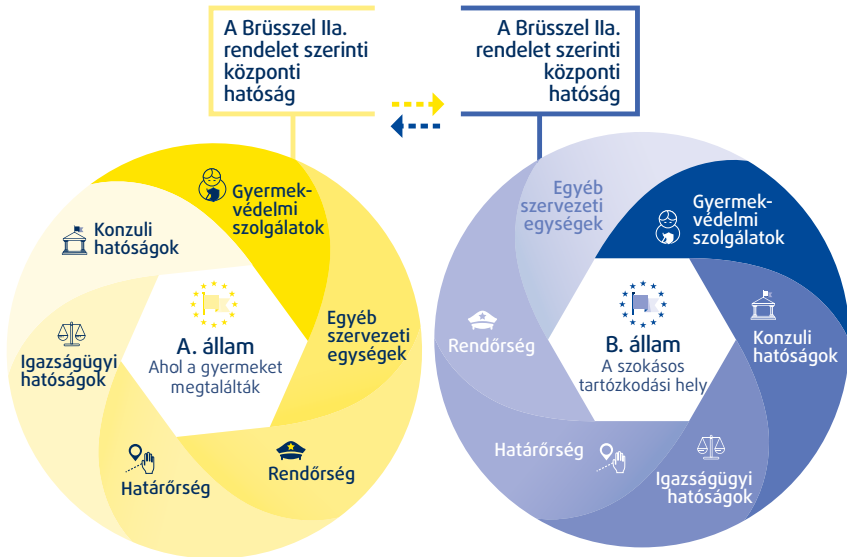 A Brüsszel IIa.
rendelet szerinti
központi
hatóság
A Brüsszel IIa.
rendelet szerinti
központi
hatóság
Gyermek-
védelmi
szolgálatok
Konzuli
hatóságok
Igazságügyi
hatóságok
A. állam
Ahol a gyermeket
megtalálták
Egyéb
szervezeti
egységek
Határőrség
Rendőrség
Egyéb
szervezeti
egységek
Gyermek-
védelmi
szolgálatok
Rendőrség
B. állam
A szokásos
tartózkodási hely
Konzuli
hatóságok
Határőrség
Igazságügyi
hatóságok